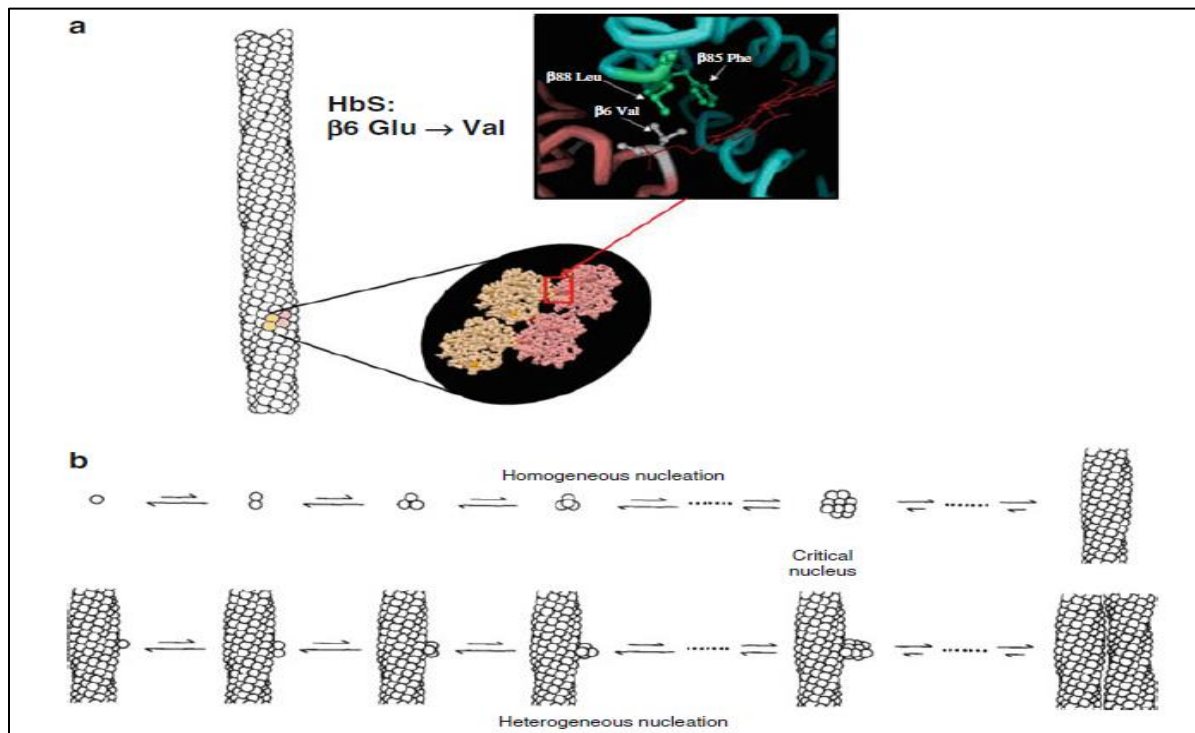 a
HbS:
β6 Glu → Val
β85 Phe
β88 Leu
β6 Val
b
Homogeneous nucleation
Critical
nucleus
Heterogeneous nucleation